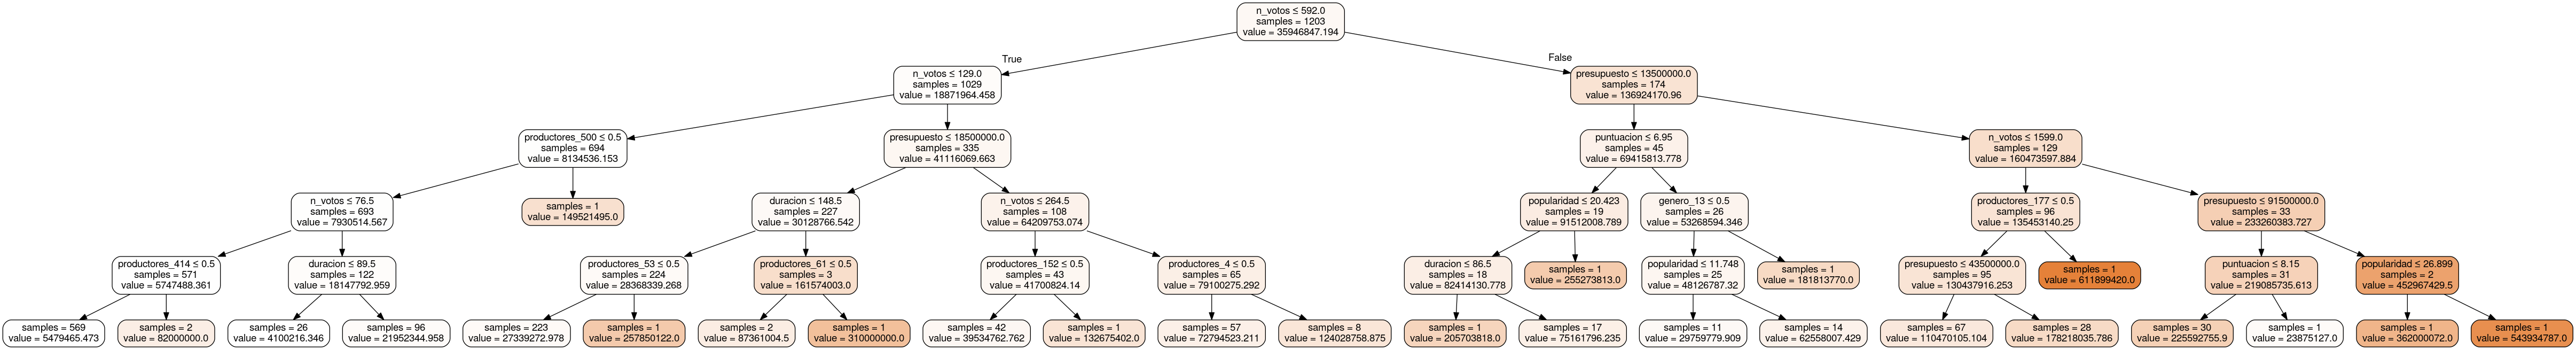 n_votos ≤ 592.0
samples = 1203
value = 35946847.194
True
False
n_votos ≤ 129.0
samples = 1029
value = 18871964.458
presupuesto ≤ 13500000.0
samples = 174
value = 136924170.96
productores_500 ≤ 0.5
samples = 694
value = 8134536.153
presupuesto ≤ 18500000.0
samples = 335
value = 41116069.663
puntuacion ≤ 6.95
samples = 45
value = 69415813.778
n_votos ≤ 1599.0
samples = 129
value = 160473597.884
n_votos ≤ 76.5
samples = 693
value = 7930514.567
samples = 1
value = 149521495.0
duracion ≤ 148.5
samples = 227
value = 30128766.542
n_votos ≤ 264.5
samples = 108
value = 64209753.074
popularidad ≤ 20.423
samples = 19
value = 91512008.789
genero_13 ≤ 0.5
samples = 26
value = 53268594.346
productores_177 ≤ 0.5
samples = 96
value = 135453140.25
presupuesto ≤ 91500000.0
samples = 33
value = 233260383.727
productores_414 ≤ 0.5
samples = 571
value = 5747488.361
duracion ≤ 89.5
samples = 122
value = 18147792.959
productores_53 ≤ 0.5
samples = 224
value = 28368339.268
productores_61 ≤ 0.5
samples = 3
value = 161574003.0
productores_152 ≤ 0.5
samples = 43
value = 41700824.14
productores_4 ≤ 0.5
samples = 65
value = 79100275.292
duracion ≤ 86.5
samples = 18
value = 82414130.778
samples = 1
value = 255273813.0
popularidad ≤ 11.748
samples = 25
value = 48126787.32
samples = 1
value = 181813770.0
presupuesto ≤ 43500000.0
samples = 95
value = 130437916.253
samples = 1
value = 611899420.0
puntuacion ≤ 8.15
samples = 31
value = 219085735.613
popularidad ≤ 26.899
samples = 2
value = 452967429.5
samples = 569
value = 5479465.473
samples = 2
value = 82000000.0
samples = 26
value = 4100216.346
samples = 96
value = 21952344.958
samples = 223
value = 27339272.978
samples = 1
value = 257850122.0
samples = 2
value = 87361004.5
samples = 1
value = 310000000.0
samples = 42
value = 39534762.762
samples = 1
value = 132675402.0
samples = 57
value = 72794523.211
samples = 8
value = 124028758.875
samples = 1
value = 205703818.0
samples = 17
value = 75161796.235
samples = 11
value = 29759779.909
samples = 14
value = 62558007.429
samples = 67
value = 110470105.104
samples = 28
value = 178218035.786
samples = 30
value = 225592755.9
samples = 1
value = 23875127.0
samples = 1
value = 362000072.0
samples = 1
value = 543934787.0